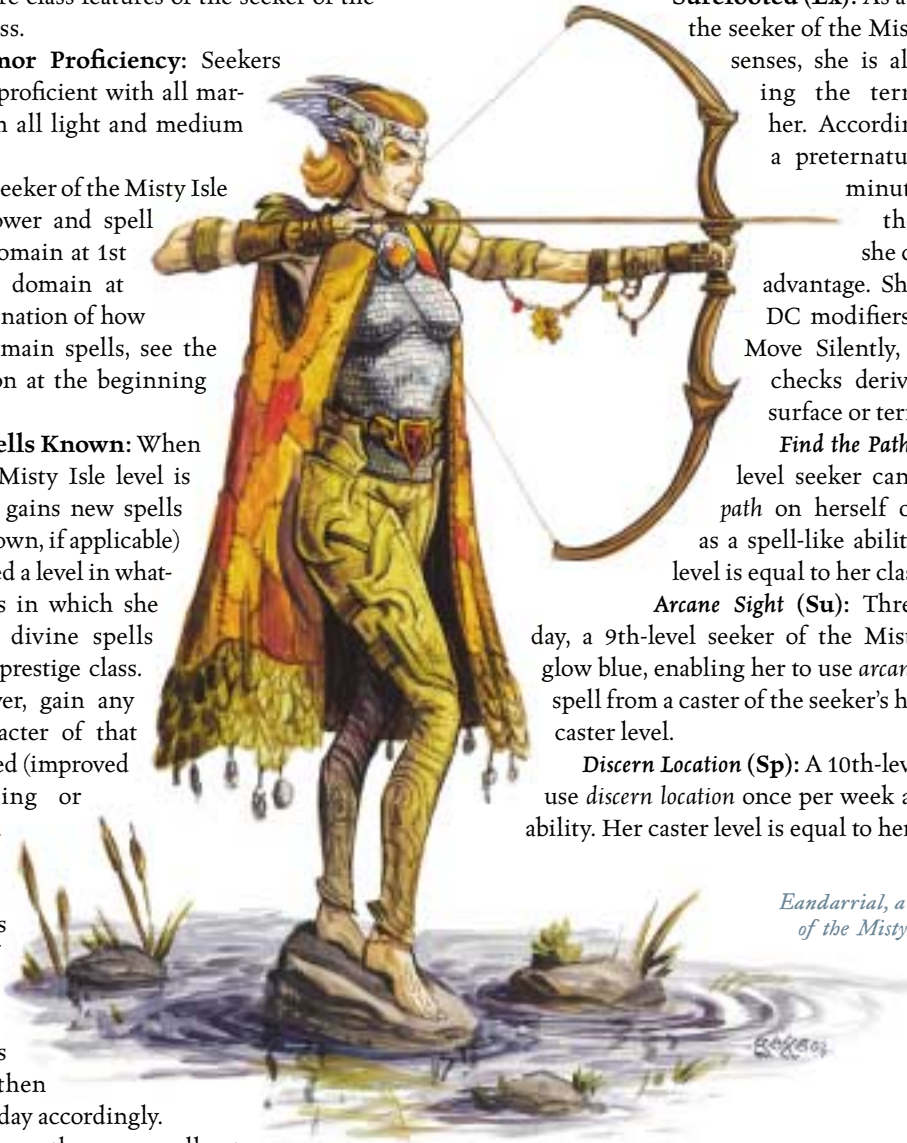 re class features of the seeker of the
ss.
nor Proficiency: Seekers
proficient with all mar-
n all light and medium
eeker of the Misty Isle
ower and spell
omain at 1st
domain at
nation of how
main spells, see the
on at the beginning
ells Known: When
Misty Isle level is
gains new spells
own, if applicable)
ed a level in what-
s in which she
divine spells
prestige class.
ver, gain any
acter of that
ed (improved
ing or
s
s
then
day accordingly.
Surefooted (Ex): As a
the seeker of the Mis
senses, she is al
ing the terr
her. Accordin
a preternatu
minut
th
she c
advantage. Sh
DC modifiers
Move Silently,
checks deriv
surface or terr
Find the Path
level seeker can
path on herself o
as a spell-like abilit
level is equal to her clas
Arcane Sight (Su): Thre
day, a 9th-level seeker of the Mist
glow blue, enabling her to use arcan
spell from a caster of the seeker's h
caster level.
Discern Location (Sp): A 10th-lev
use discern location once per week a
ability. Her caster level is equal to her
Eandarrial, a
of the Misty